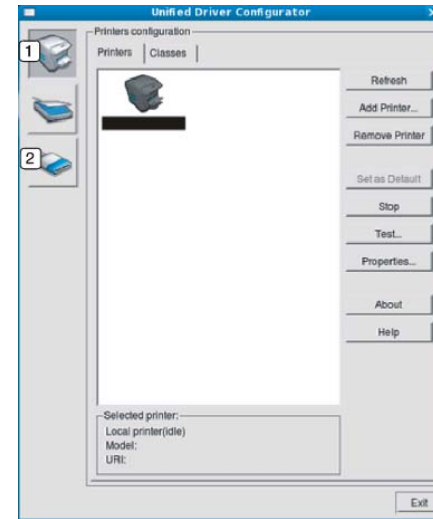 Unified Driver Configurator
Printers configuration
Printers Classes
1
2
Refresh
Add Printer...
Remove Printer
Set as Default
Stop
Test...
Properties...
About
Help
Selected printer:
Local printer(idle)
Model:
URI:
Exit